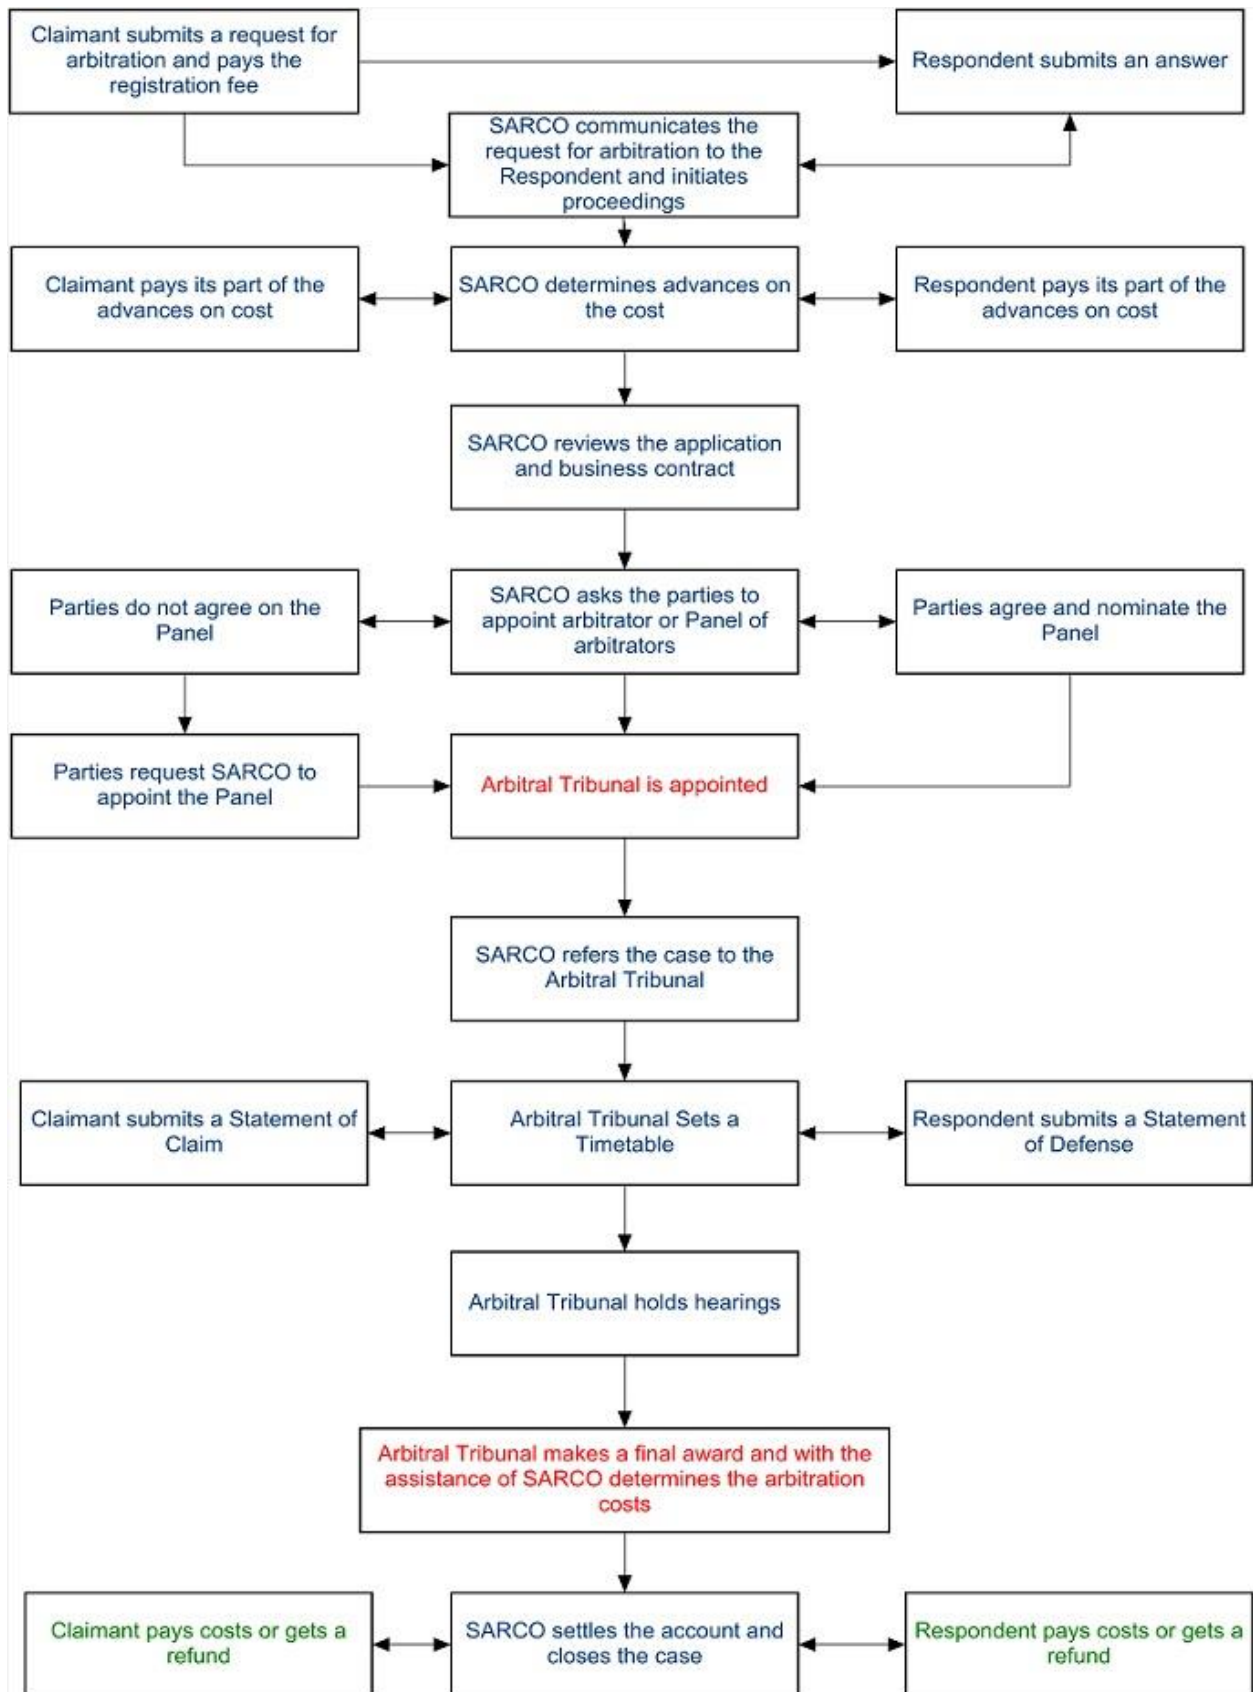 Claimant submits a request for
arbitration and pays the
registration fee
Respondent submits an answer
SARCO communicates the
request for arbitration to the
Respondent and initiates
proceedings
Claimant pays its part of the
advances on cost
SARCO determines advances on
the cost
Respondent pays its part of the
advances on cost
SARCO reviews the application
and business contract
Parties do not agree on the
Panel
SARCO asks the parties to
appoint arbitrator or Panel of
arbitrators
Parties agree and nominate the
Panel
Parties request SARCO to
appoint the Panel
Arbitral Tribunal is appointed
SARCO refers the case to the
Arbitral Tribunal
Claimant submits a Statement of
Claim
Arbitral Tribunal Sets a
Timetable
Respondent submits a Statement
of Defense
Arbitral Tribunal holds hearings
Arbitral Tribunal makes a final award and with the
assistance of SARCO determines the arbitration
costs
Claimant pays costs or gets a
refund
SARCO settles the account and
closes the case
Respondent pays costs or gets a
refund